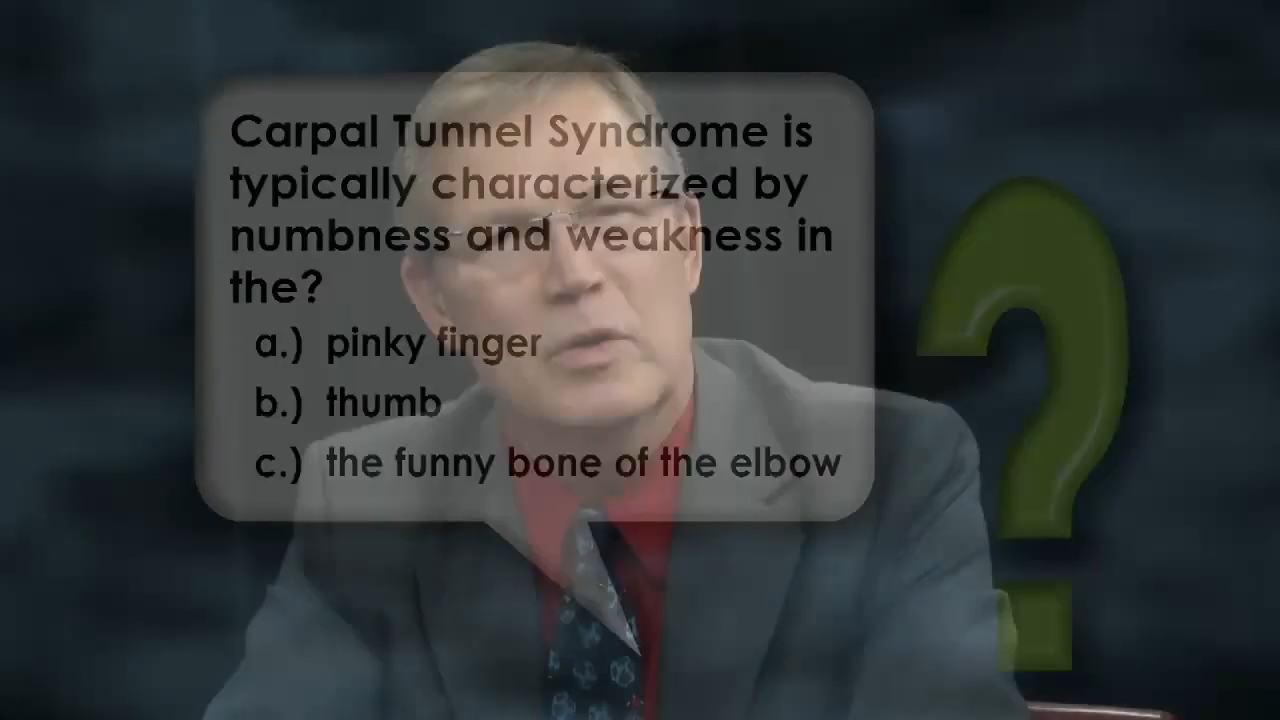 Carpal Tunnel Syndrome is
typically characterized by
numbness and weakness in
the?
a.) pinky finger
b.) thumb
c.) the funny bone of the elbow
?